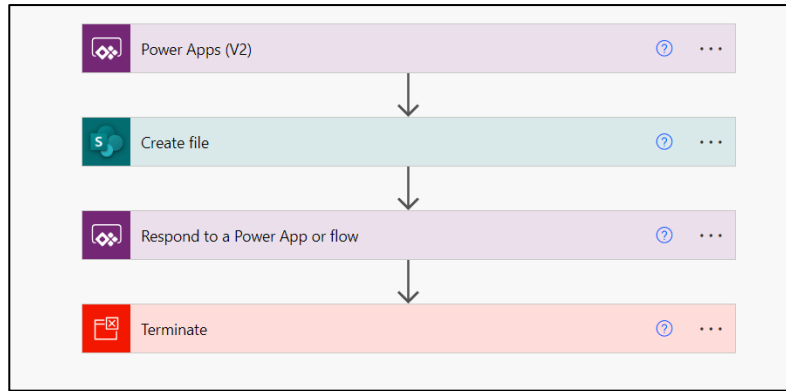 Power Apps (V2)
S
Create file
Respond to a Power App or flow
Terminate